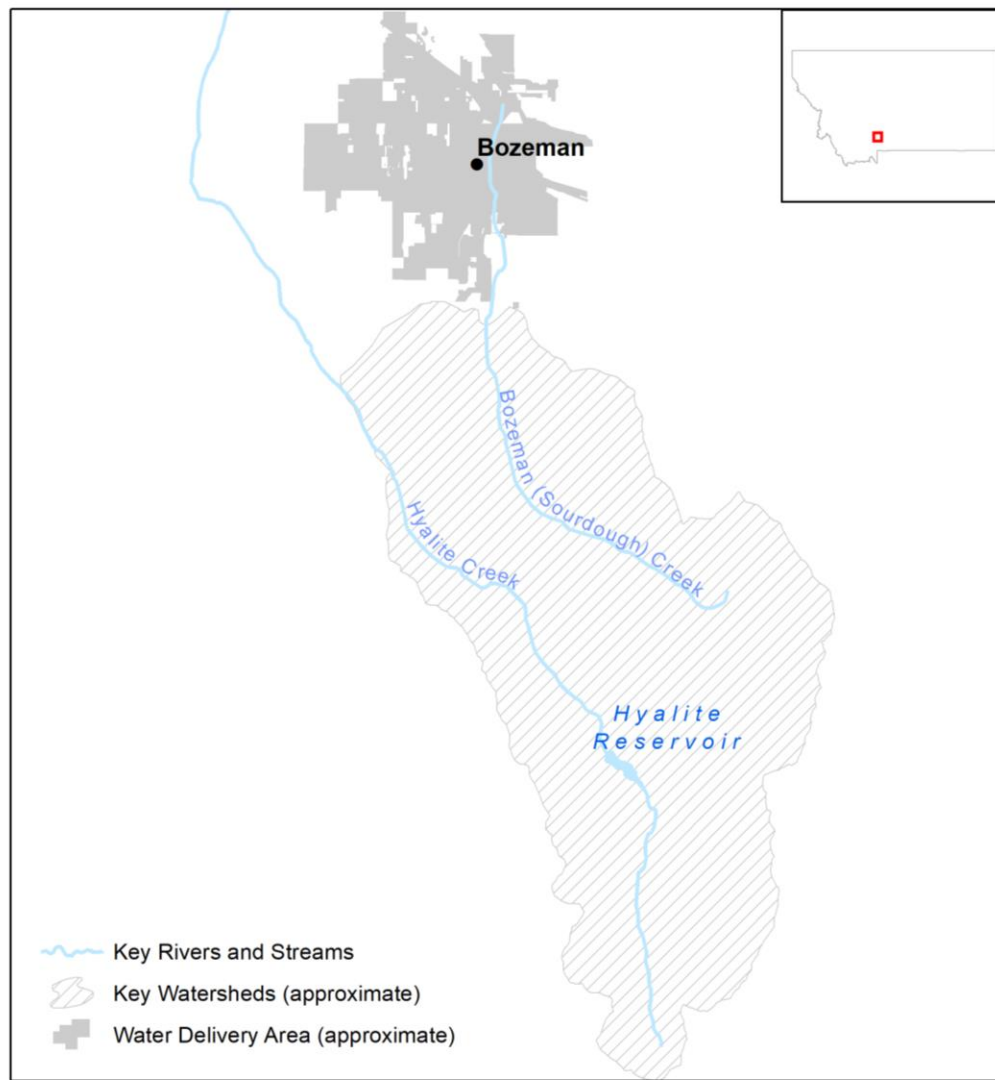 Bozeman
Bozeman (Sourdough) Creek
Hyalite Creek
Hyalite
Reservoir
Key Rivers and Streams
Key Watersheds (approximate)
Water Delivery Area (approximate)